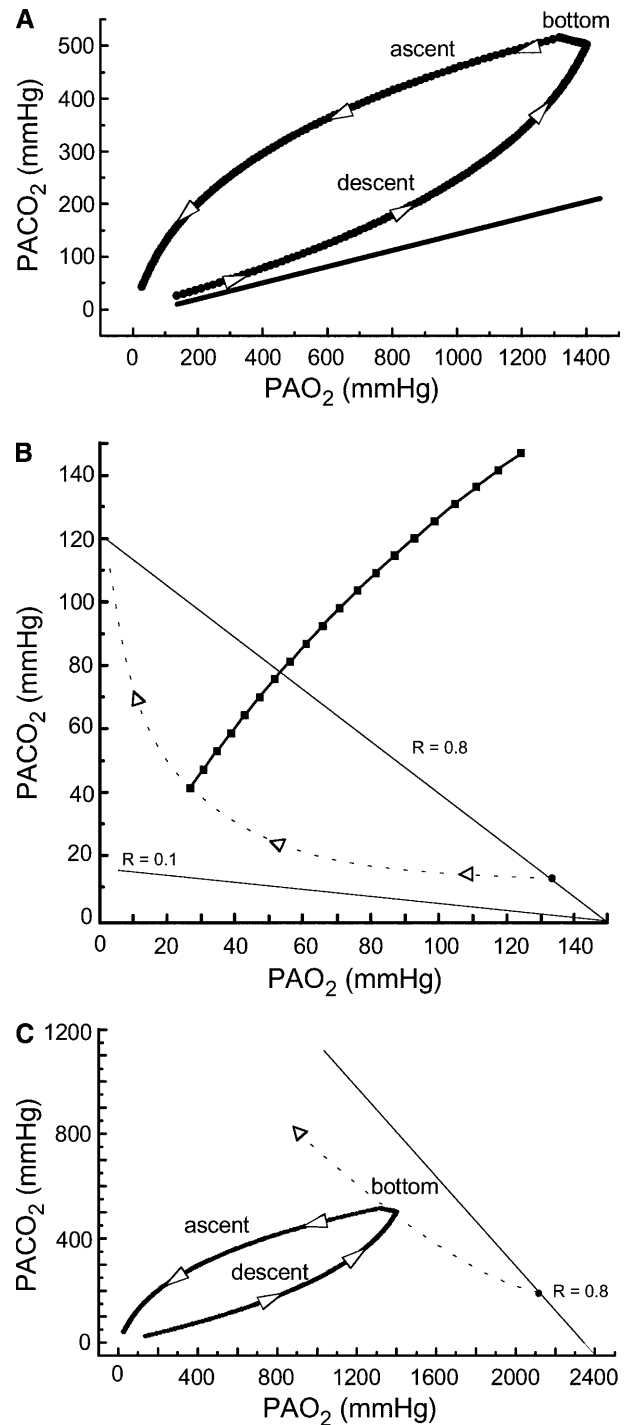 A
bottom
ascent
descent
500
400
300
200
100
0
PACO2 (mmHg)
0 200 400 600 800 1000 1200 1400
PAO2 (mmHg)
B
140
120
100
80
60
40
20
0
PACO2 (mmHg)
R = 0.8
R = 0.1
0 20 40 60 80 100 120 140
PAO2 (mmHg)
C
1200
800
400
0
PACO2 (mmHg)
bottom
ascent
descent
R = 0.8
0 400 800 1200 1600 2000 2400
PAO2 (mmHg)